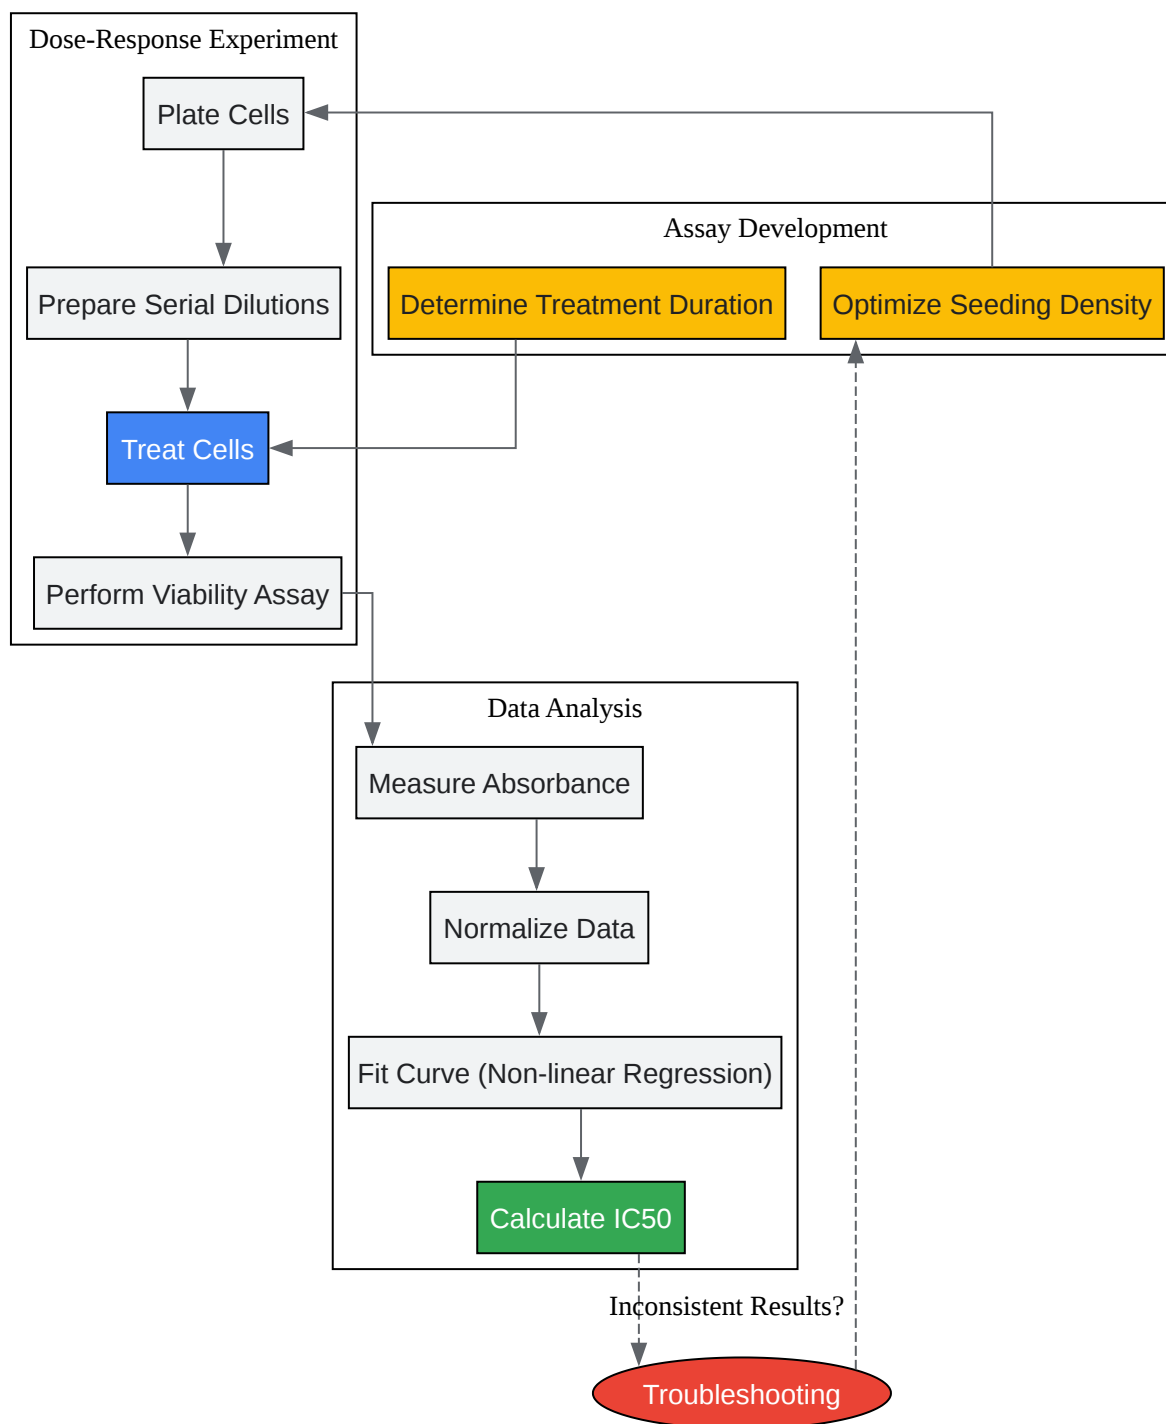 Dose-Response Experiment
Plate Cells
Assay Development
Prepare Serial Dilutions
Determine Treatment Duration
Optimize Seeding Density
Treat Cells
Perform Viability Assay
Data Analysis
Measure Absorbance
Normalize Data
Fit Curve (Non-linear Regression)
Calculate IC50
Inconsistent Results?
Troubleshooting